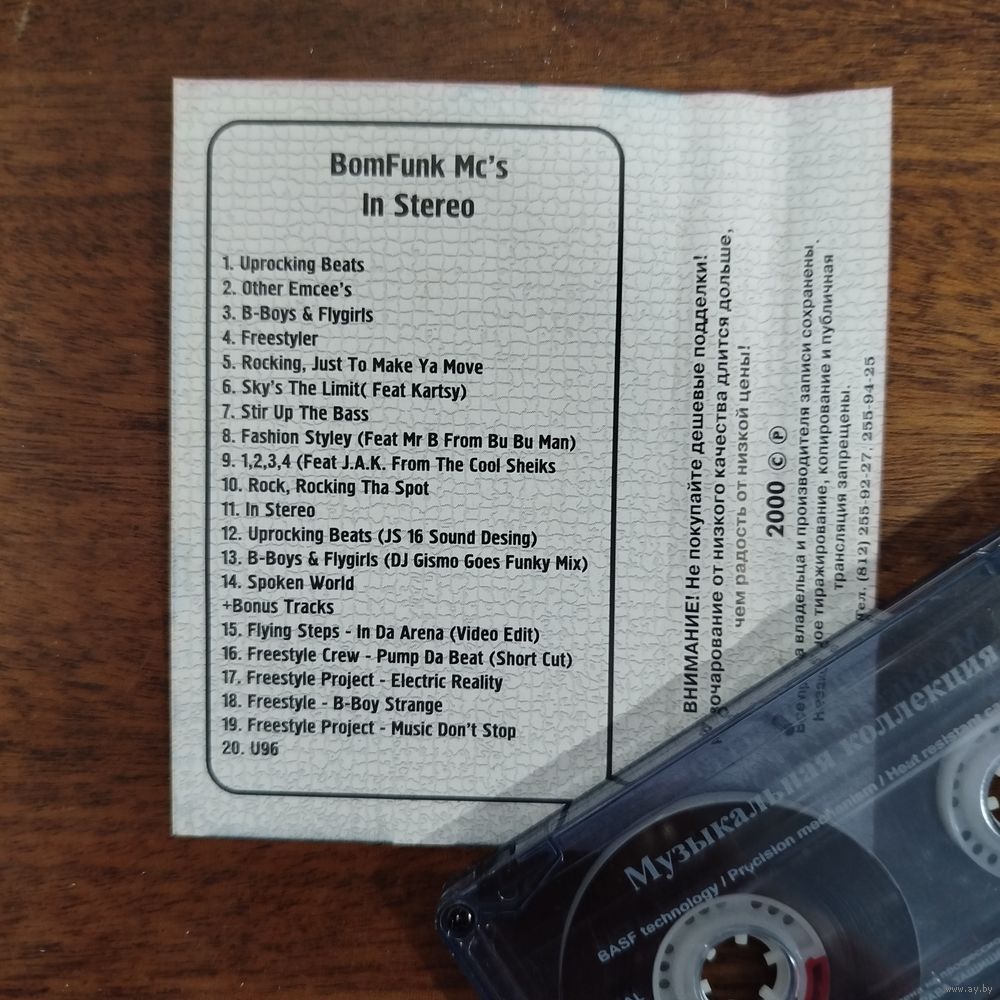 BomFunk Mc's
In Stereo
1. Uprocking Beats
2. Other Emcee's
3. B-Boys & Flygirls
4. Freestyler
5. Rocking, Just To Make Ya Move
6. Sky's The Limit( Feat Kartsy)
7. Stir Up The Bass
8. Fashion Styley (Feat Mr B From Bu Bu Man)
9. 1,2,3,4 (Feat J.A.K. From The Cool Sheiks
10. Rock, Rocking Tha Spot
11. In Stereo
12. Uprocking Beats (JS 16 Sound Desing)
13. B-Boys & Flygirls (DJ Gismo Goes Funky Mix)
14. Spoken World
+Bonus Tracks
15. Flying Steps - In Da Arena (Video Edit)
16. Freestyle Crew - Pump Da Beat (Short Cut)
17. Freestyle Project - Electric Reality
18. Freestyle - B-Boy Strange
19. Freestyle Project - Music Don't Stop
20. U96
ВНИМАНИЕ! Не покупайте дешевые подделки!
разочарование от низкого качества длится дольше,
чем радость от низкой цены!
2000 © ℗
владельца и производителя записи сохранены.
тиражирование, копирование и публичная
трансляция запрещены.
Тел. (812) 255-92-27, 255-94-25
Музыкальная коллекция
BASF technology / Precision mechanism / Heat resistant
www.ay.by